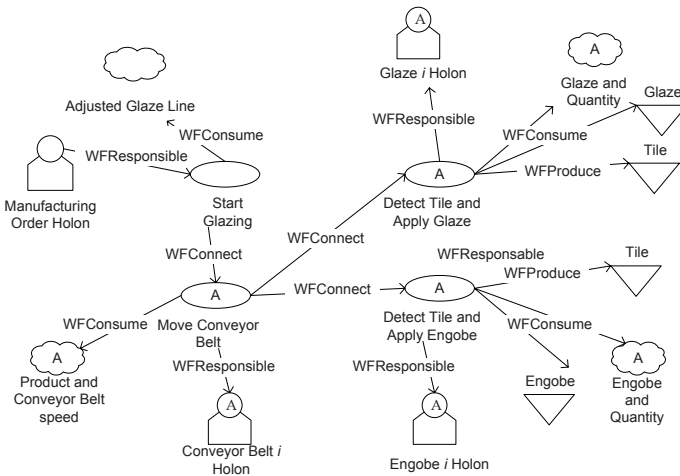 A
Glaze i Holon
A
Glaze and
Quantity
Glaze
Adjusted Glaze Line
WFConsume
WFResponsible
WFResponsible
WFConsume
Tile
A
WFProduce
Manufacturing
Order Holon
Start
Glazing
Detect Tile and
Apply Glaze
WFConnect
WFConnect
WFResponsable
Tile
WFProduce
A
WFConnect
A
WFConsume
Move Conveyor
Belt
Detect Tile and
Apply Engobe
WFConsume
A
WFResponsible
WFResponsible
A
Product and
Conveyor Belt
speed
Engobe
Engobe
and
Quantity
A
A
Conveyor Belt i
Holon
Engobe i Holon